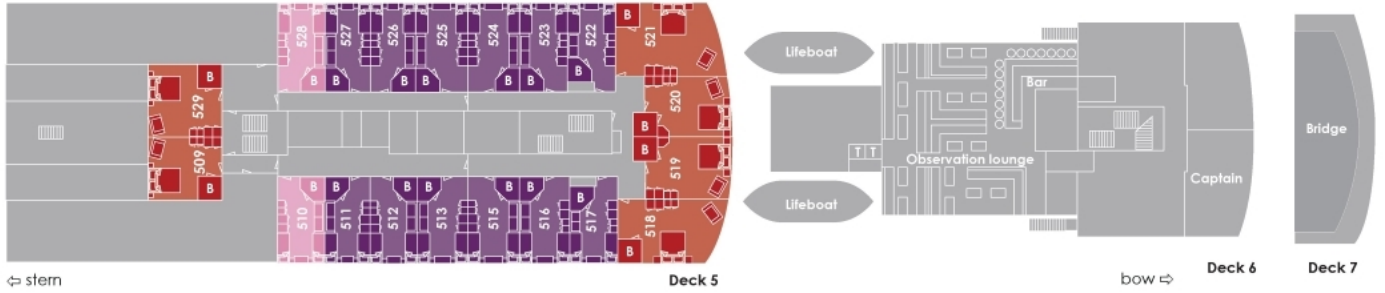 528
527
526
525
524
523
522
521
B
B
B
B
B
B
B
B
529
B
520
B
B
509
B
519
B
B
B
B
B
B
B
510
511
512
513
515
516
517
518
B
Deck 5
⇦ stern
Lifeboat
Lifeboat
Bar
T T
Observation lounge
Captain
Deck 6
bow ⇨
Bridge
Deck 7